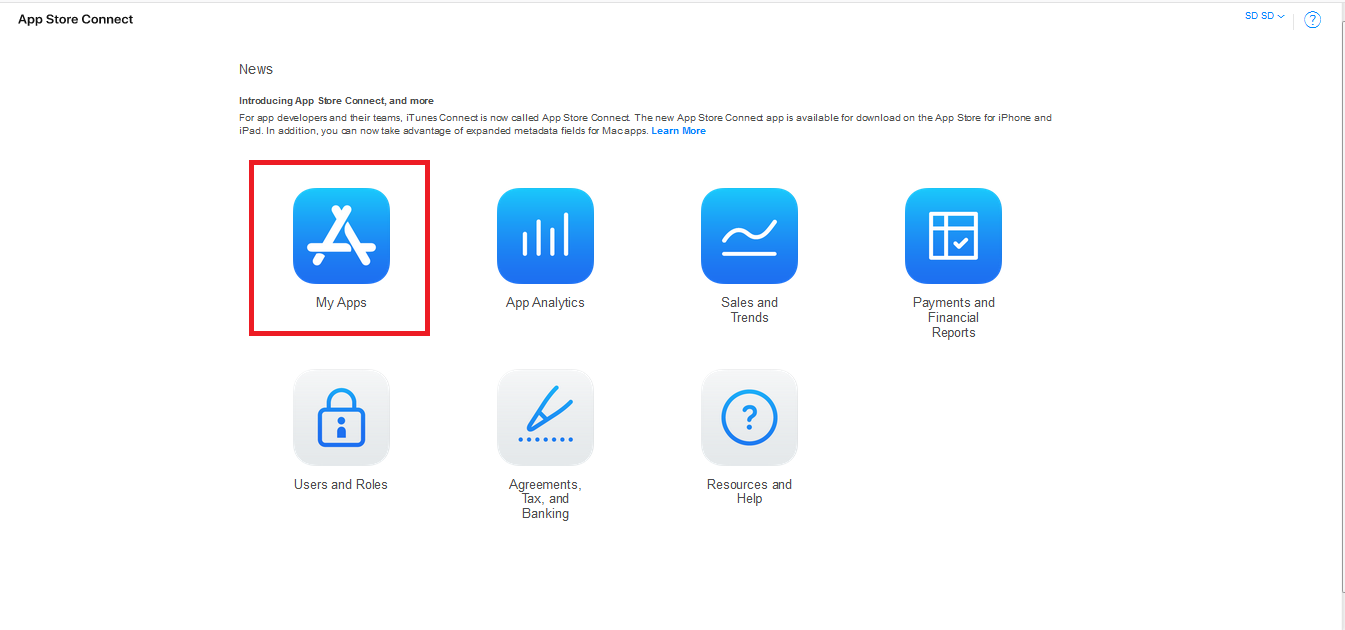 App Store Connect
SD SD
?
News
Introducing App Store Connect, and more
For app developers and their teams, iTunes Connect is now called App Store Connect. The new App Store Connect app is available for download on the App Store for iPhone and
iPad. In addition, you can now take advantage of expanded metadata fields for Mac apps. Learn More
My Apps
App Analytics
Sales and
Trends
Payments and
Financial
Reports
Users and Roles
Agreements,
Tax, and
Banking
?
Resources and
Help